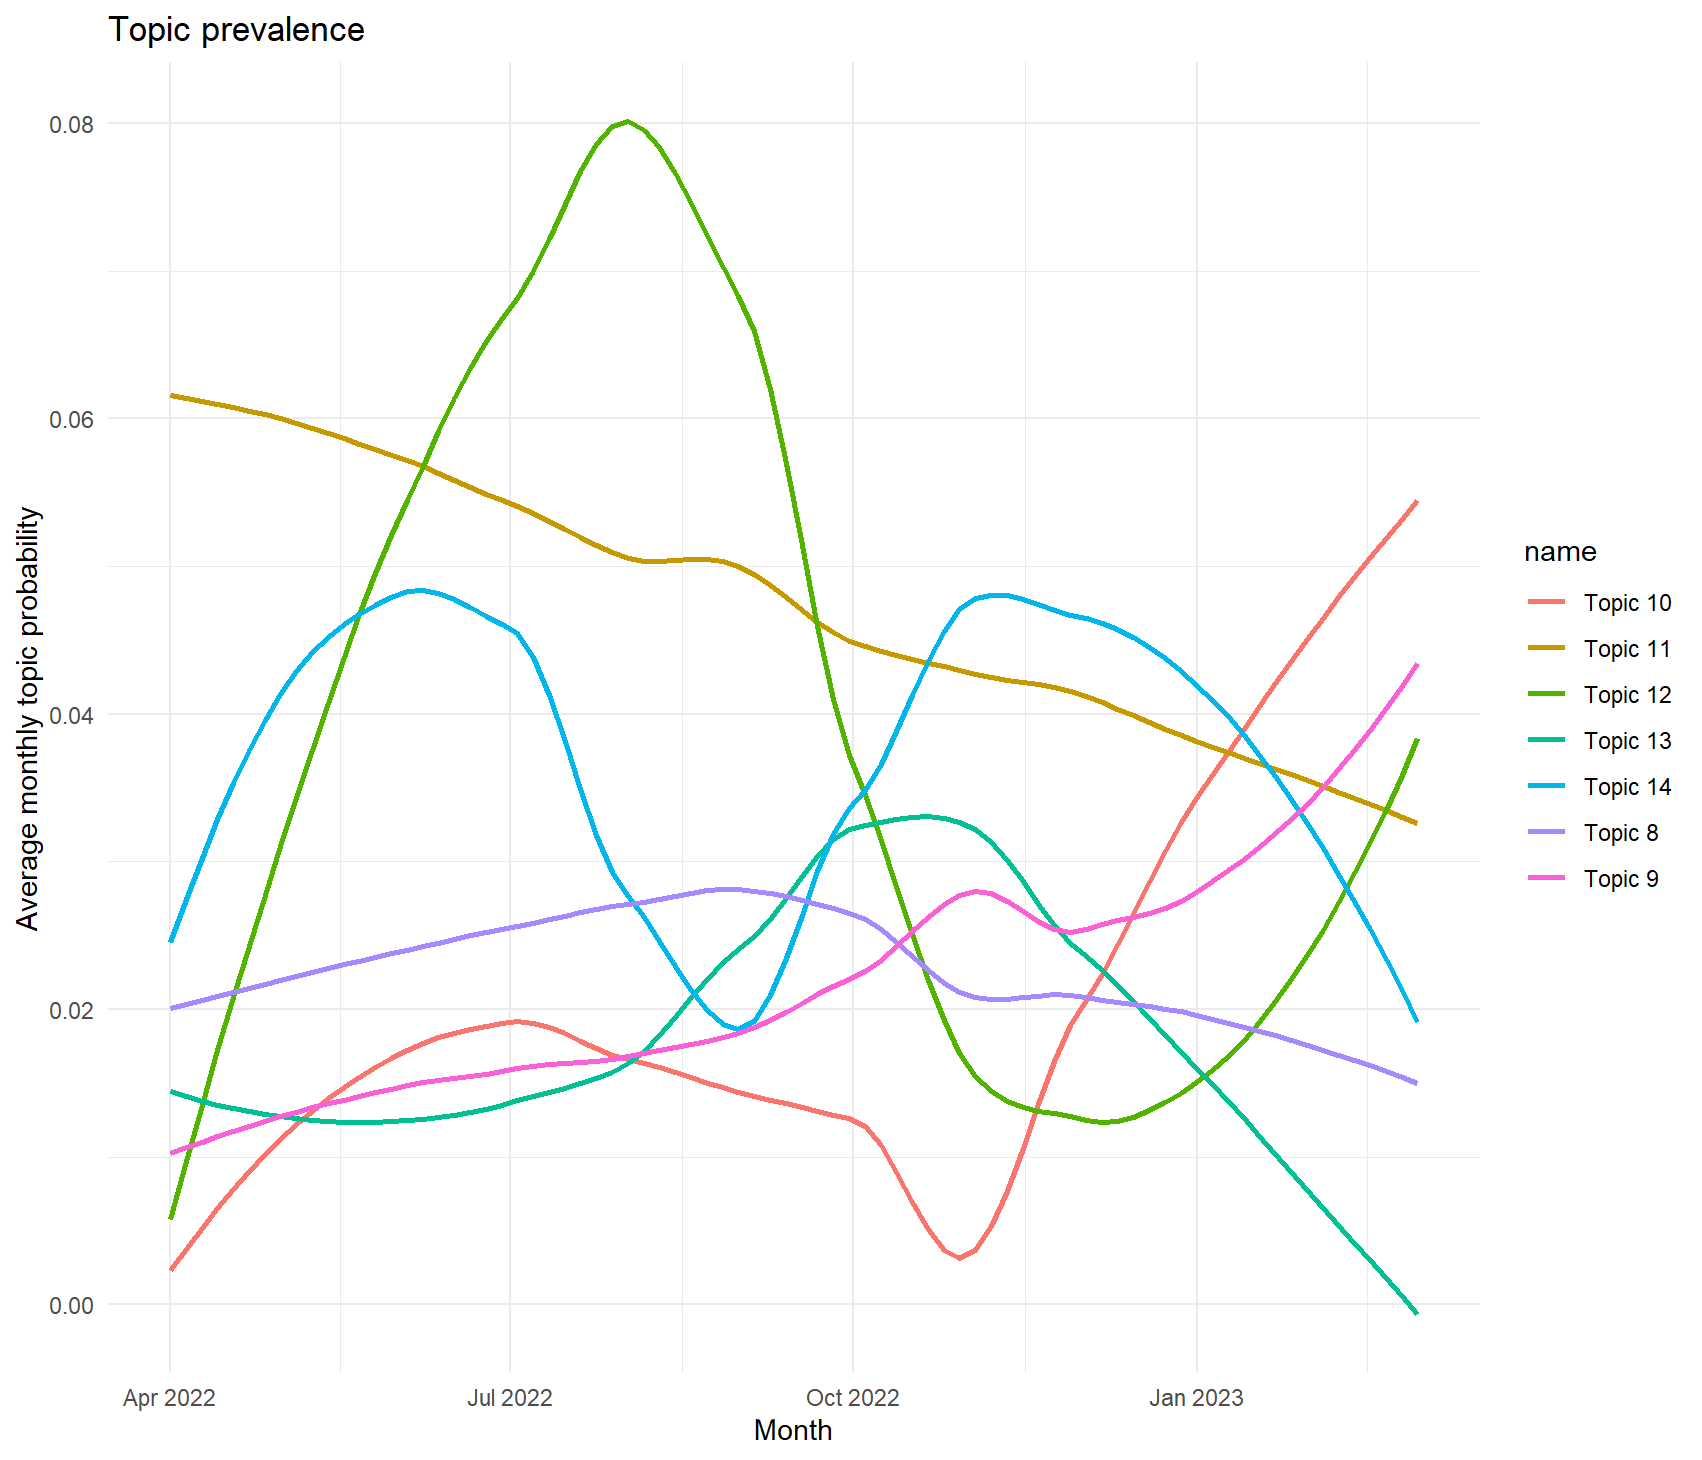 Topic prevalence
Average monthly topic probability
0.08
0.06
0.04
0.02
0.00
Apr 2022
Jul 2022
Oct 2022
Jan 2023
Month
name
Topic 10
Topic 11
Topic 12
Topic 13
Topic 14
Topic 8
Topic 9